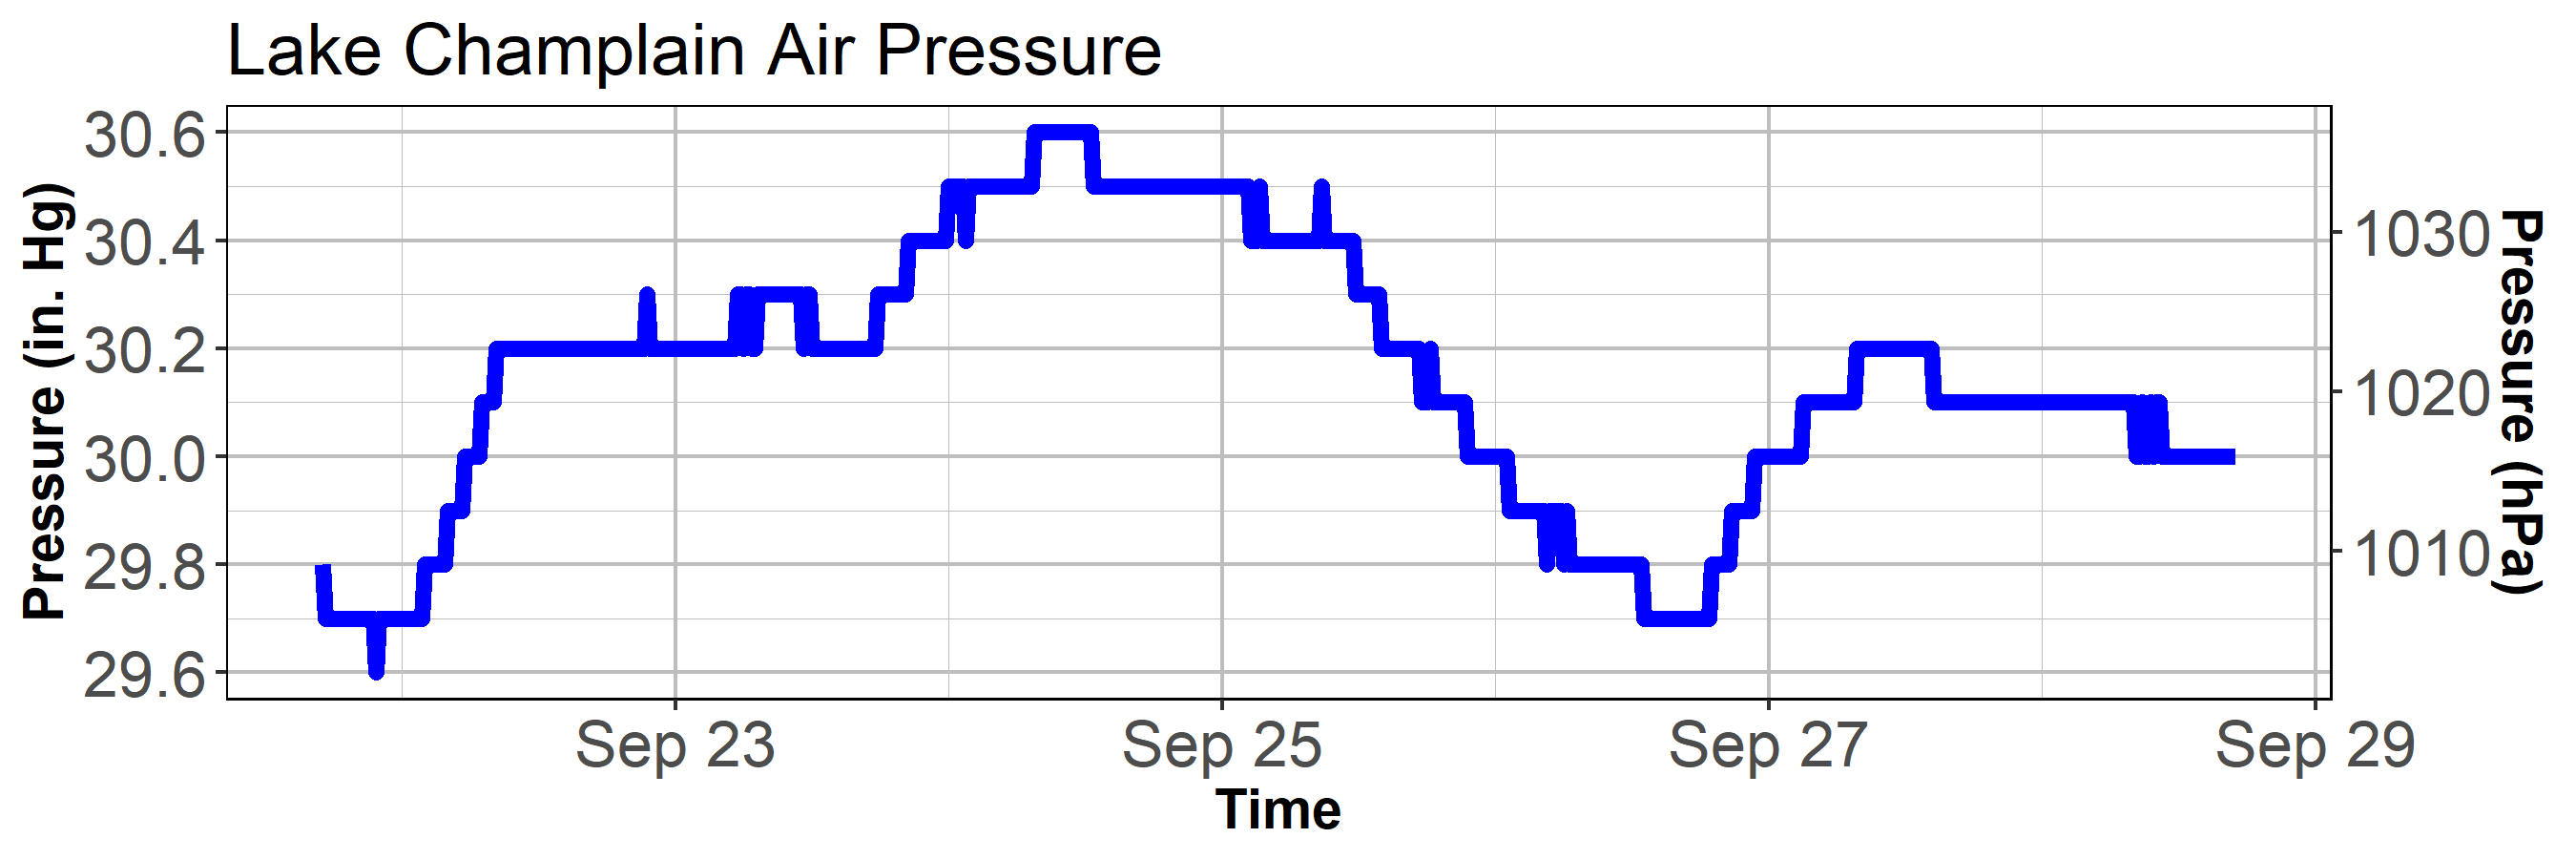 Lake Champlain Air Pressure
Pressure (in. Hg)
30.6
30.4
30.2
30.0
29.8
29.6
1030
1020
1010
Pressure (hPa)
Sep 23 Sep 25 Sep 27 Sep 29
Time